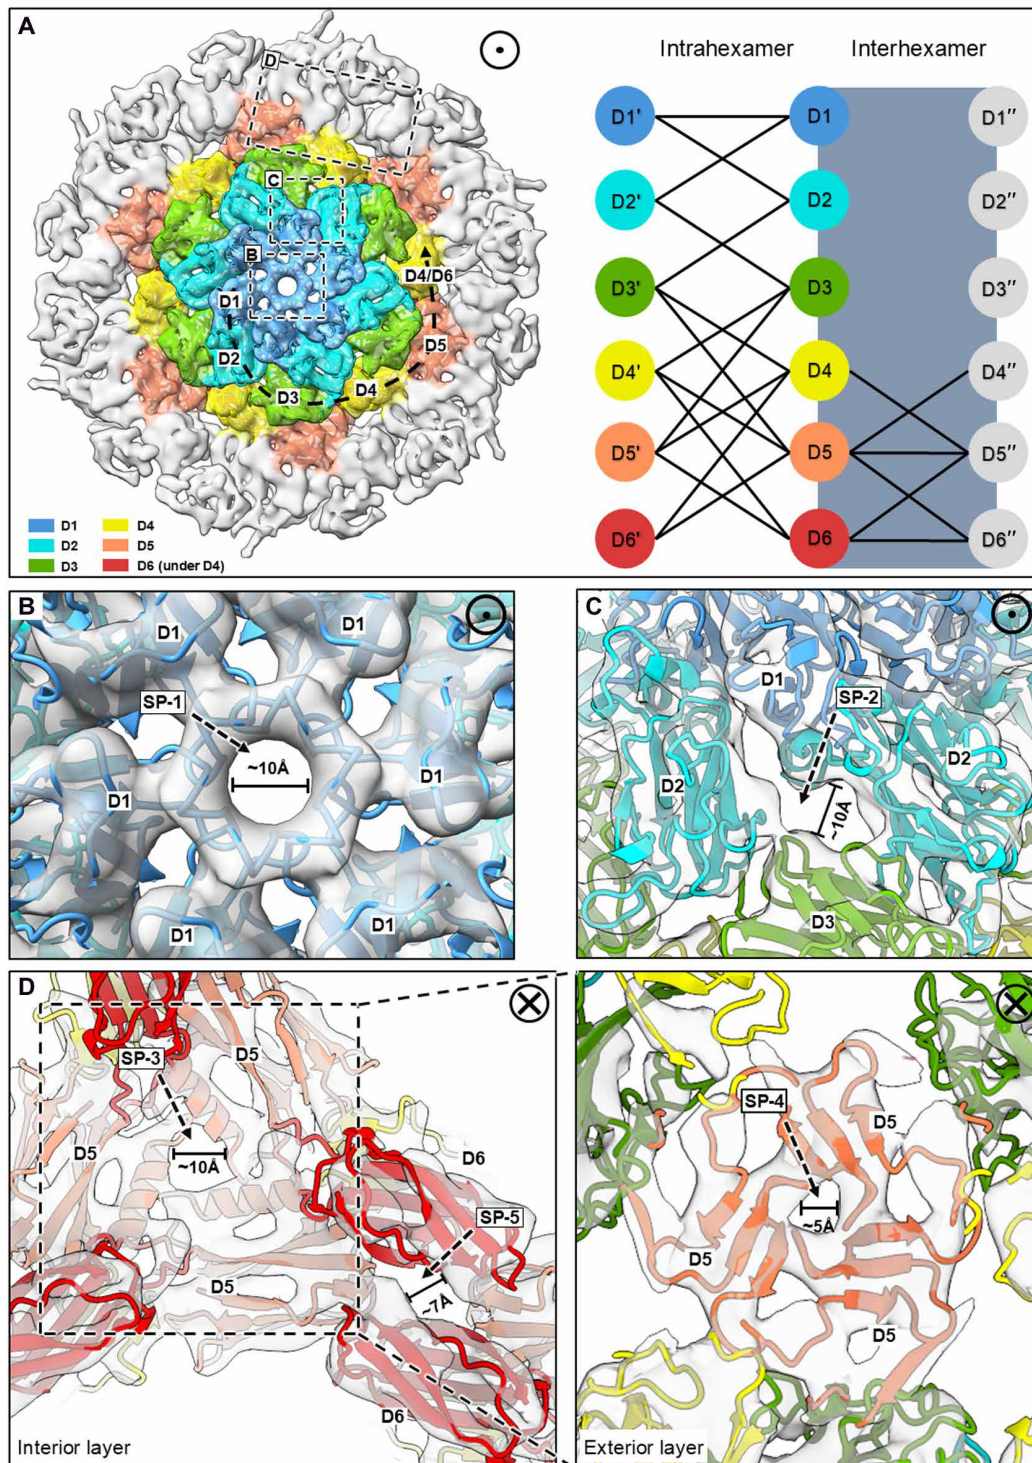 A
Intrahexamer Interhexamer
D
C
B
D4/D6
D1
D2
D5
D3
D4
D1 D4
D2 D5
D3 D6 (under D4)
D1' D1 D1″
D2' D2 D2″
D3' D3 D3″
D4' D4 D4″
D5' D5 D5″
D6' D6 D6″
B
D1
D1
SP-1
~10Å
D1
D1
D1
D1
C
D1
SP-2
D2
D2
~10Å
D3
D
SP-3
D5
D5
~10Å
D6
SP-5
~7Å
D5
D6
Interior layer
SP-4
D5
~5Å
D5
D5
Exterior layer